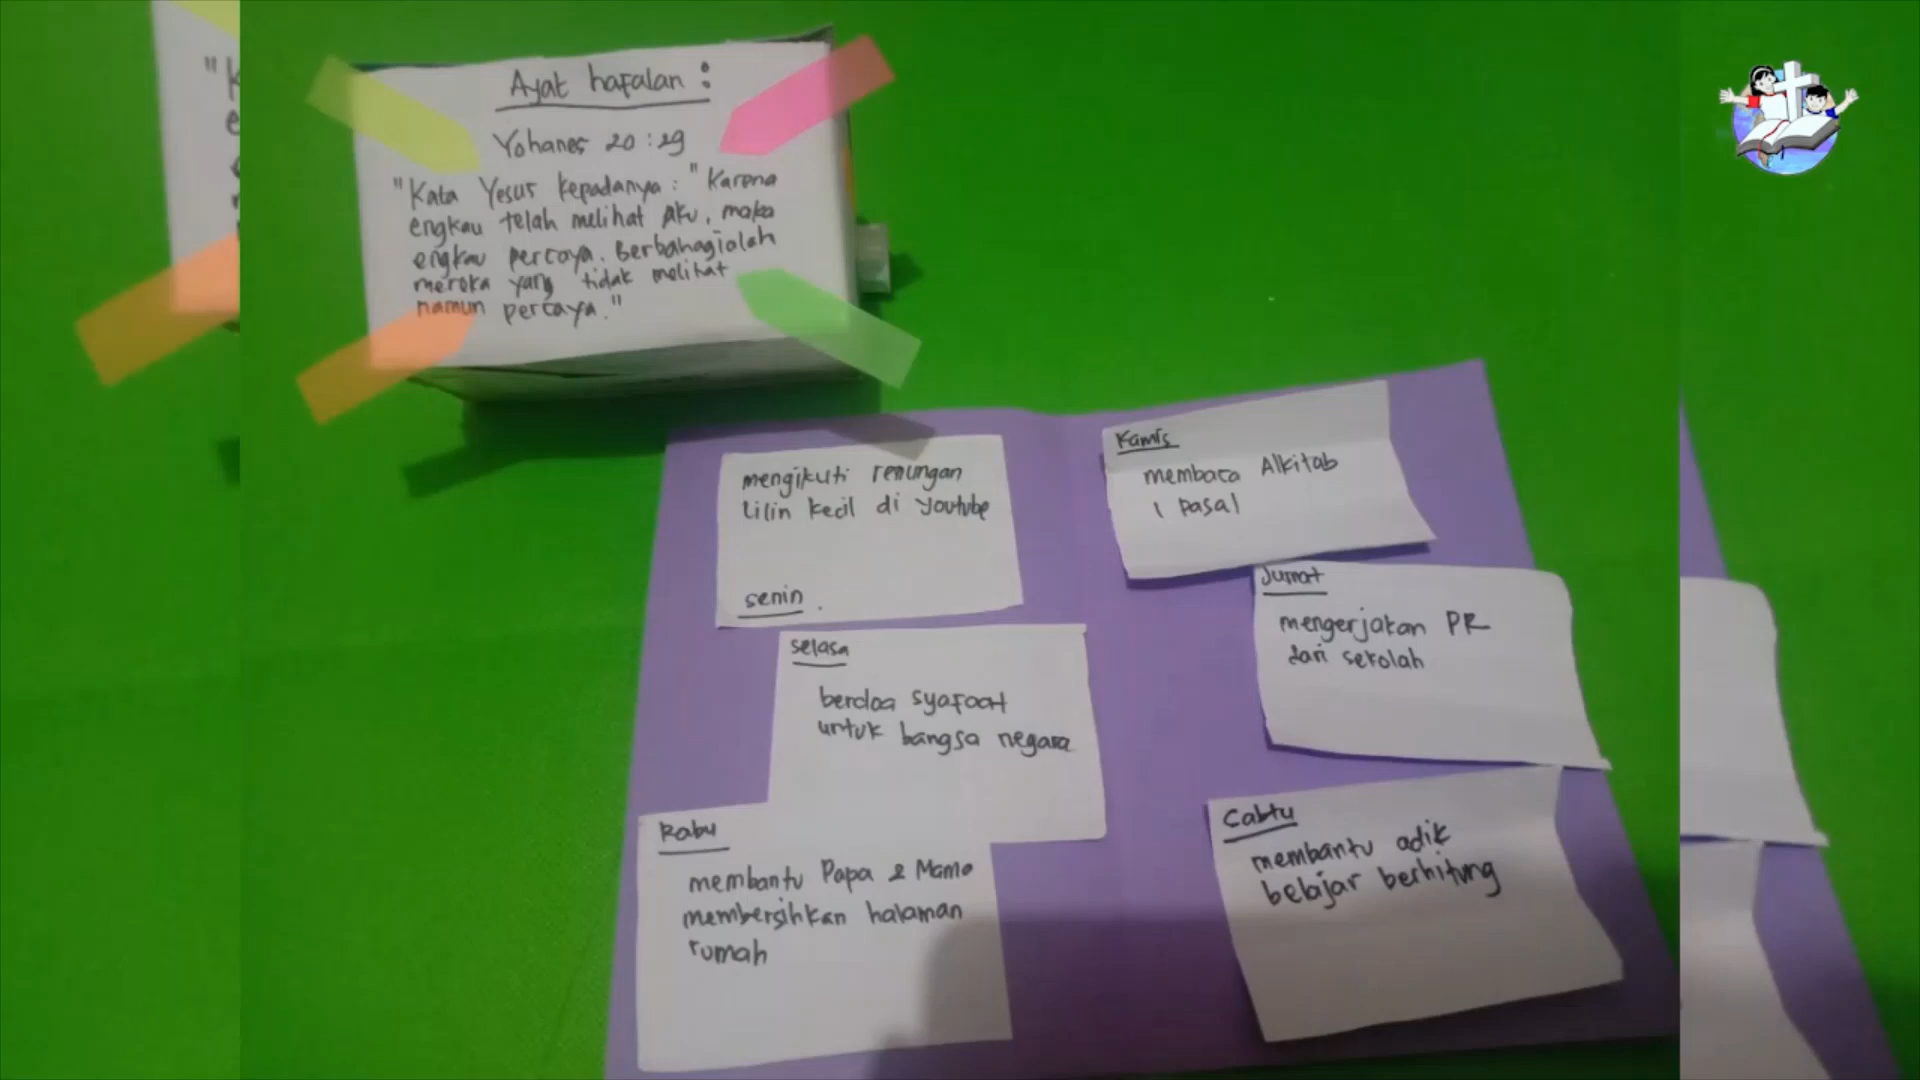 Ayat hafalan :
Yohanes 20 : 29
"Kata Yesus kepadanya : "Karena
engkau telah melihat Aku, maka
engkau percaya. Berbahagialah
mereka yang tidak melihat
namun percaya."
mengikuti renungan
lilin kecil di youtube
senin .
selasa
berdoa syafaat
untuk bangsa negara
Rabu
membantu Papa & Mama
membersihkan halaman
rumah
Kamis
membaca Alkitab
1 pasal
Jumat
mengerjakan PR
dari sekolah
Cabtu
membantu adik
belajar berhitung